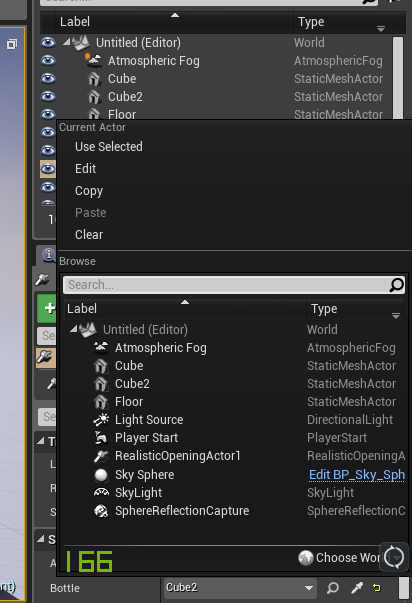 Search...
Label Type
Untitled (Editor) World
Atmospheric Fog AtmosphericFog
Cube StaticMeshActor
Cube2 StaticMeshActor
Floor StaticMeshActor
Current Actor
Use Selected
Edit
Copy
Paste
Clear
Browse
Search...
Label Type
Untitled (Editor) World
Atmospheric Fog AtmosphericFog
Cube StaticMeshActor
Cube2 StaticMeshActor
Floor StaticMeshActor
Light Source DirectionalLight
Player Start PlayerStart
RealisticOpeningActor1 RealisticOpeningA
Sky Sphere Edit BP_Sky_Sph
SkyLight SkyLight
SphereReflectionCapture SphereReflectionC
166
Choose Wor
Bottle Cube2